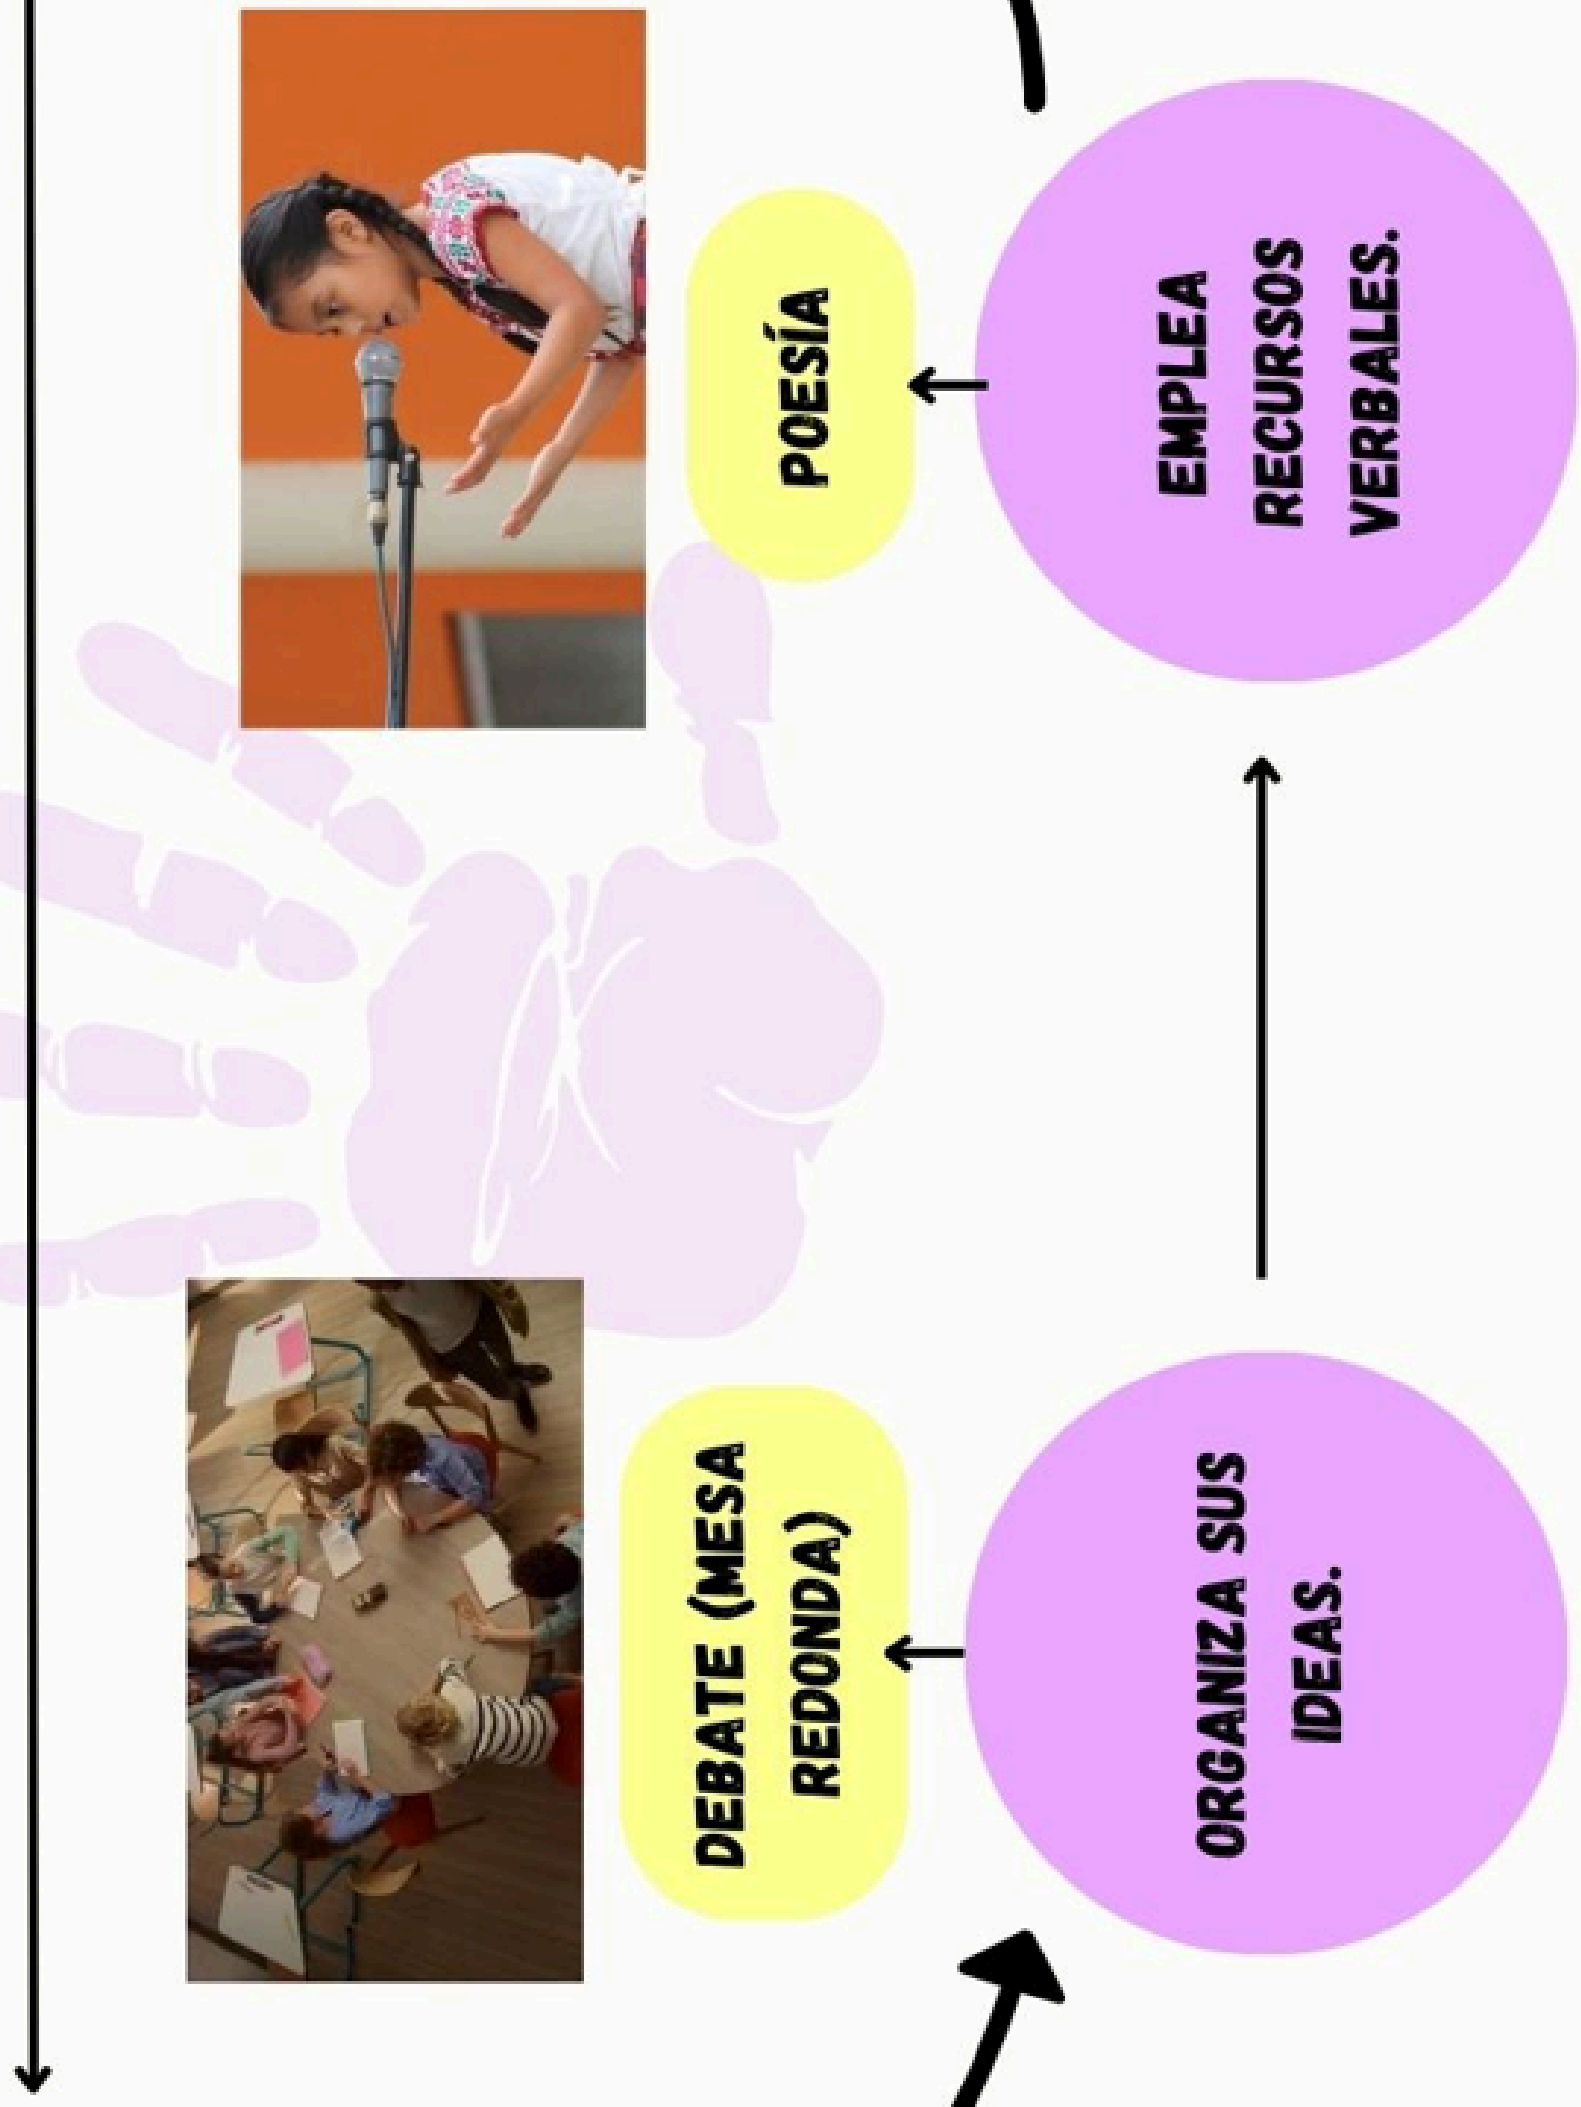 DEBATE (MESA
REDONDA)
POESÍA
ORGANIZA SUS
IDEAS.
EMPLEA
RECURSOS
VERBALES.